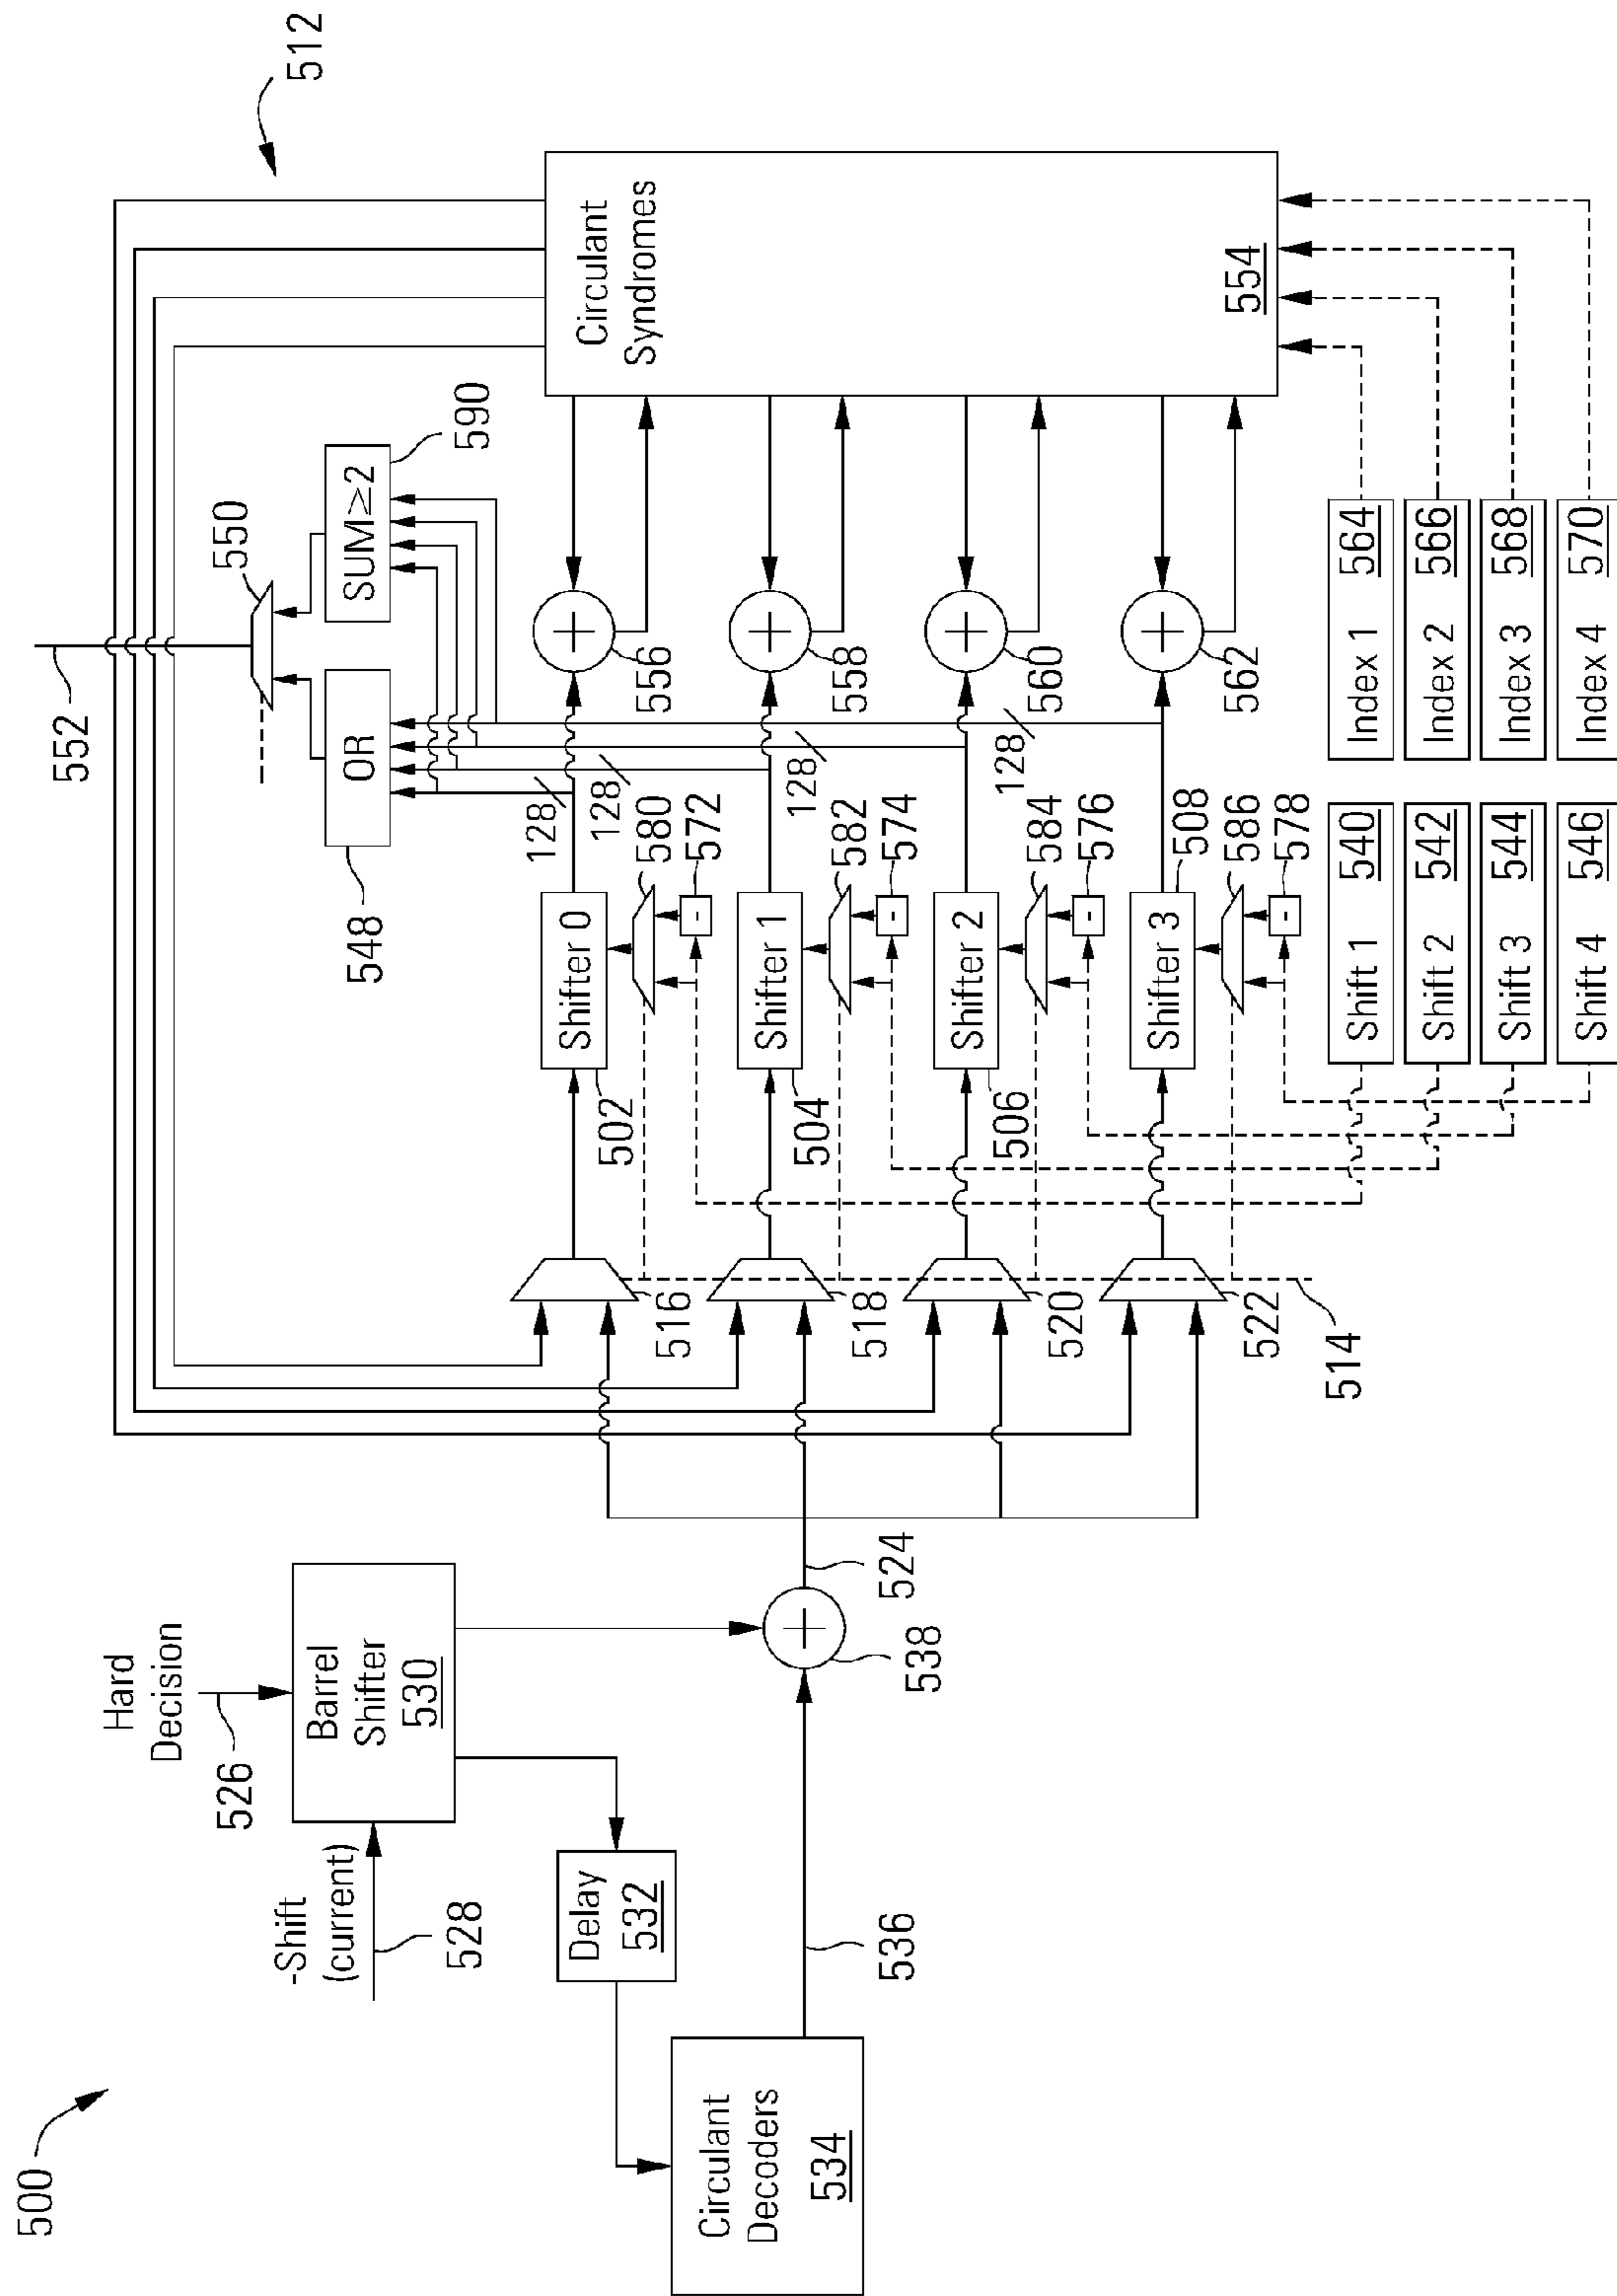 500
Hard
Decision
526
-Shift
(current)
528
Barrel
Shifter
530
Delay
532
Circulant
Decoders
534
536
538
524
512
552
550
OR
548
SUM≥2
590
516
518
520
522
514
Shifter 0
502
Shifter 1
504
Shifter 2
506
Shifter 3
508
128
128
128
128
580
-
572
582
-
574
584
-
576
586
-
578
+
+
556
+
558
+
560
+
562
Circulant
Syndromes
554
Shift 1 540
Shift 2 542
Shift 3 544
Shift 4 546
Index 1 564
Index 2 566
Index 3 568
Index 4 570